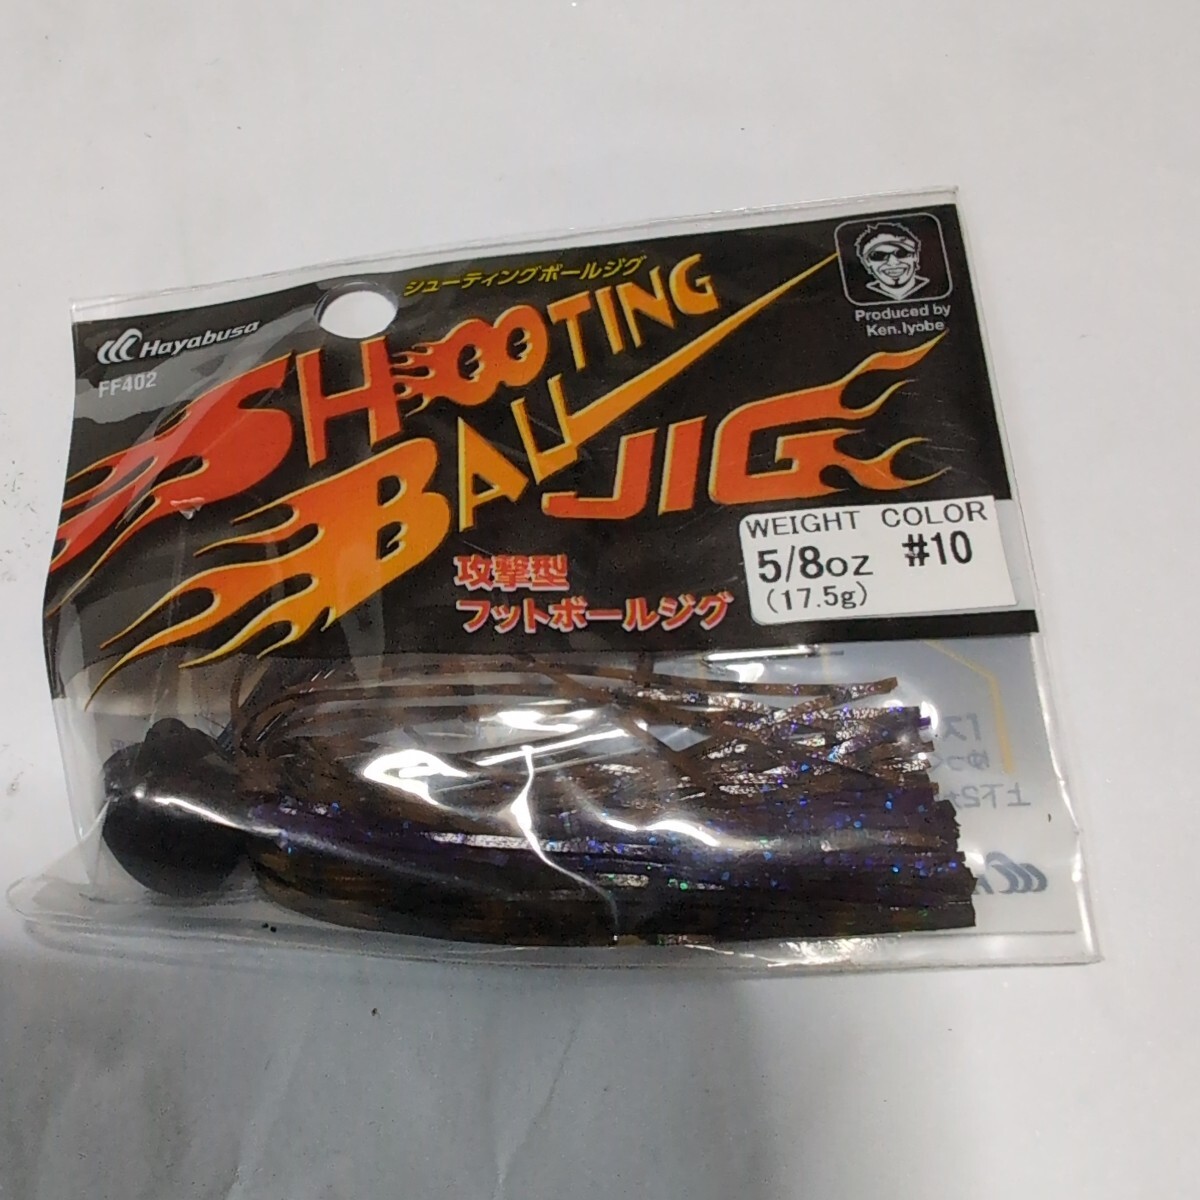 シューティングボールジグ
Hayabusa
FF402
SHOOTING
BALL JIG
Produced by
Ken.Iyobe
攻撃型
フットボールジグ
WEIGHT COLOR
5/8oz #10
(17.5g)